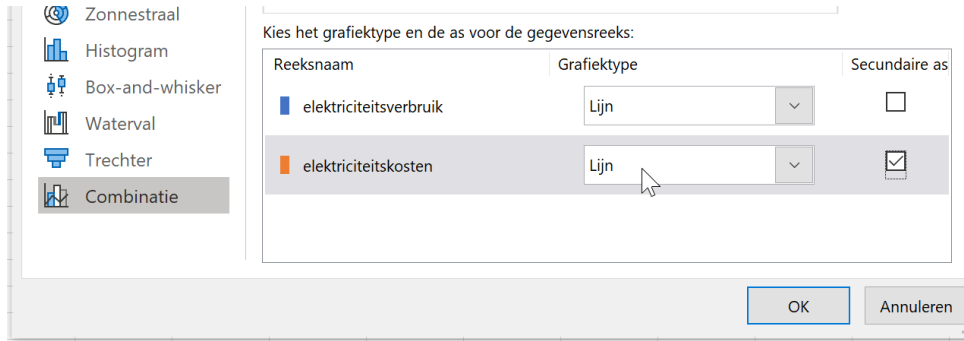 Zonnestraal
Histogram
Box-and-whisker
Waterval
Trechter
Combinatie
Kies het grafiektype en de as voor de gegevensreeks:
Reeksnaam Grafiektype Secundaire as
elektriciteitsverbruik Lijn
elektriciteitskosten Lijn
OK Annuleren